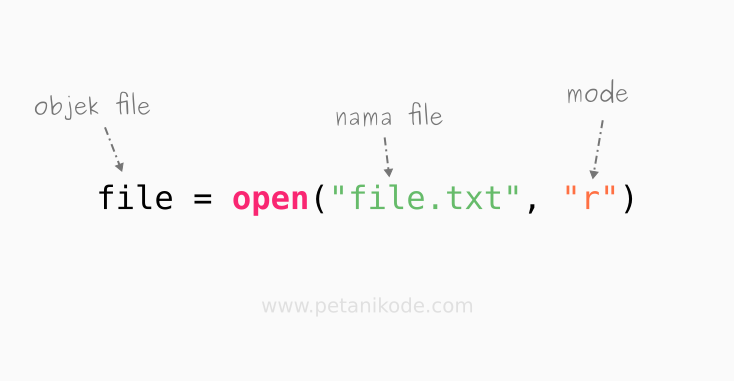 objek file
nama file
mode
file = open("file.txt", "r")
www.petanikode.com